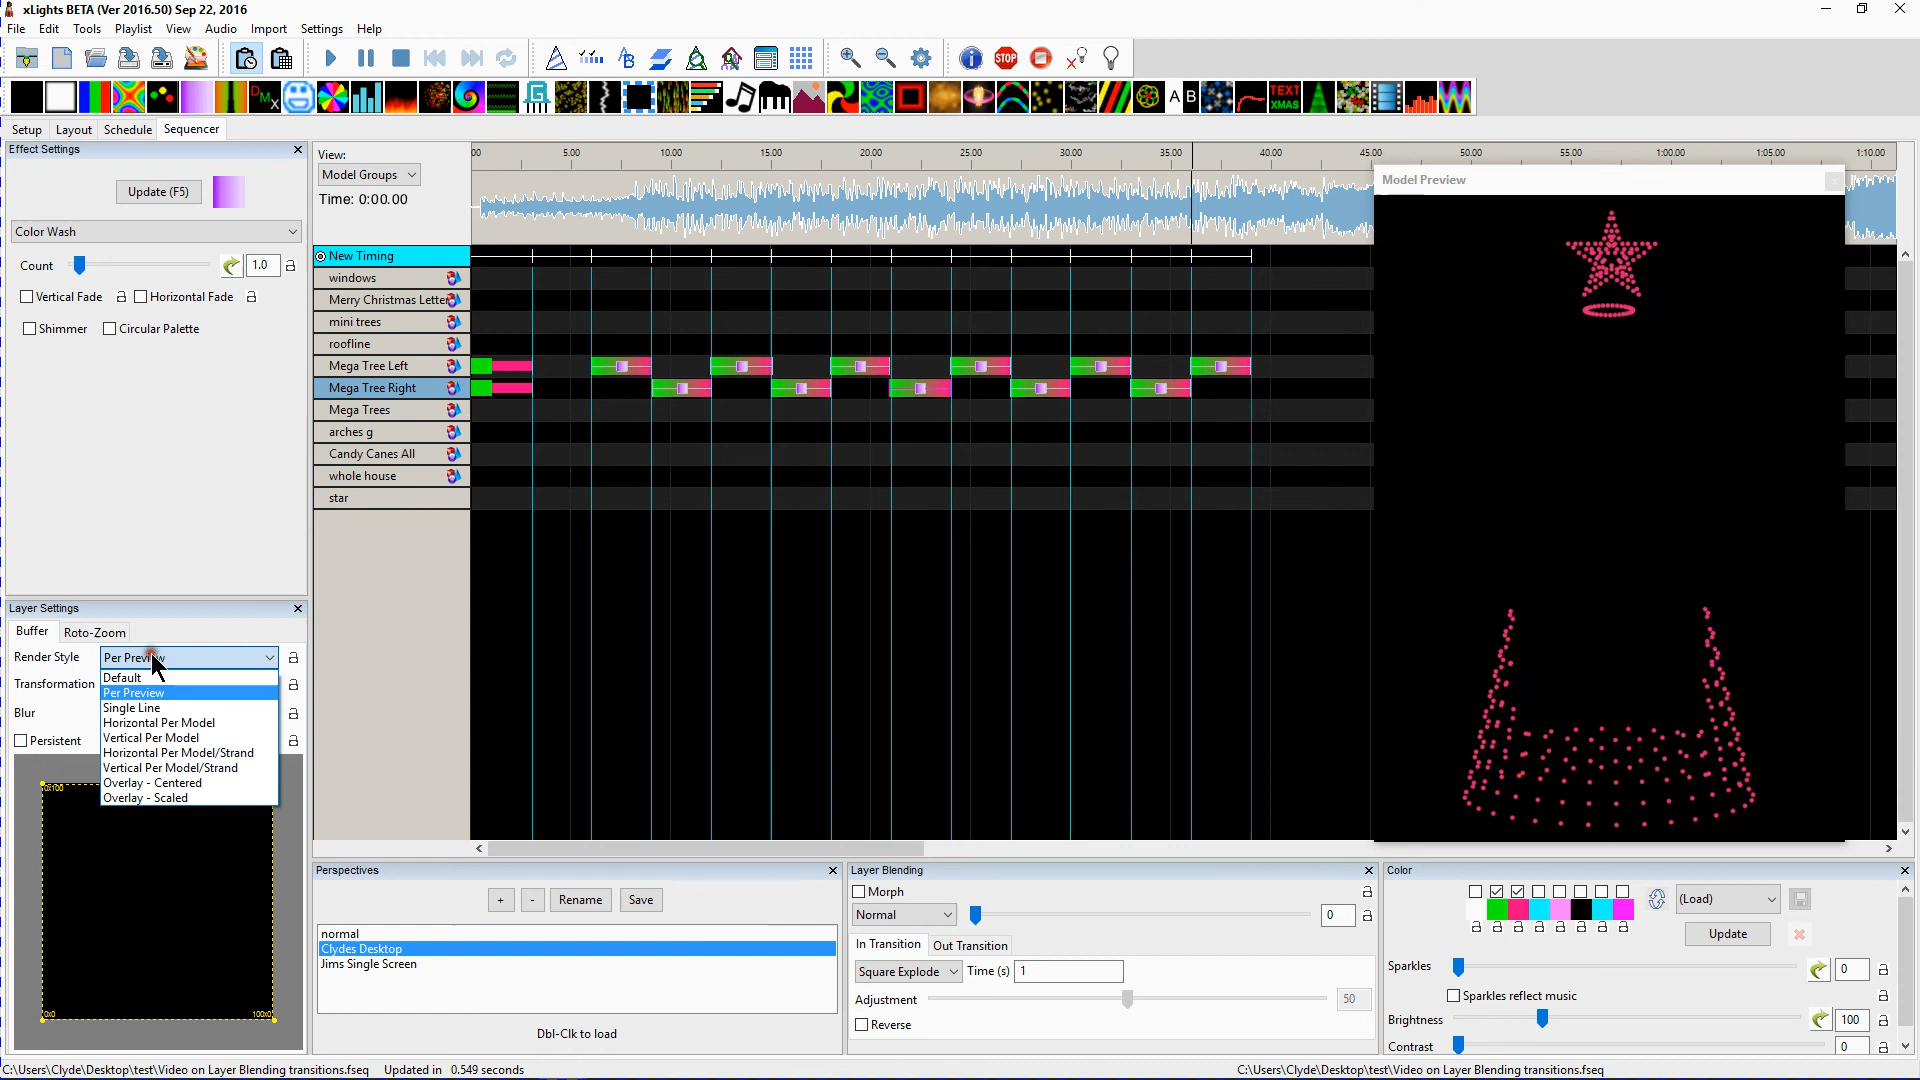 xLights BETA (Ver 2016.50) Sep 22, 2016
File Edit Tools Playlist View Audio Import Settings Help
Setup Layout Schedule Sequencer
Effect Settings
Update (F5)
Color Wash
Count 1.0
Vertical Fade Horizontal Fade
Shimmer Circular Palette
View:
Model Groups
Time: 0:00.00
00 5.00 10.00 15.00 20.00 25.00 30.00 35.00 40.00 45.00 50.00 55.00 1:00.00 1:05.00 1:10.00
Model Preview
New Timing
windows
Merry Christmas Letter
mini trees
roofline
Mega Tree Left
Mega Tree Right
Mega Trees
arches g
Candy Canes All
whole house
star
Layer Settings
Buffer Roto-Zoom
Render Style Per Preview
Transformation
Blur
Persistent
Default
Per Preview
Single Line
Horizontal Per Model
Vertical Per Model
Horizontal Per Model/Strand
Vertical Per Model/Strand
Overlay - Centered
Overlay - Scaled
0x100
0x0 100x0
Perspectives
+ - Rename Save
normal
Clydes Desktop
Jims Single Screen
Dbl-Clk to load
Layer Blending
Morph
Normal 0
In Transition Out Transition
Square Explode Time (s) 1
Adjustment 50
Reverse
Color
(Load)
Update
Sparkles 0
Sparkles reflect music
Brightness 100
Contrast 0
C:\Users\Clyde\Desktop\test\Video on Layer Blending transitions.fseq Updated in 0.549 seconds
C:\Users\Clyde\Desktop\test\Video on Layer Blending transitions.fseq